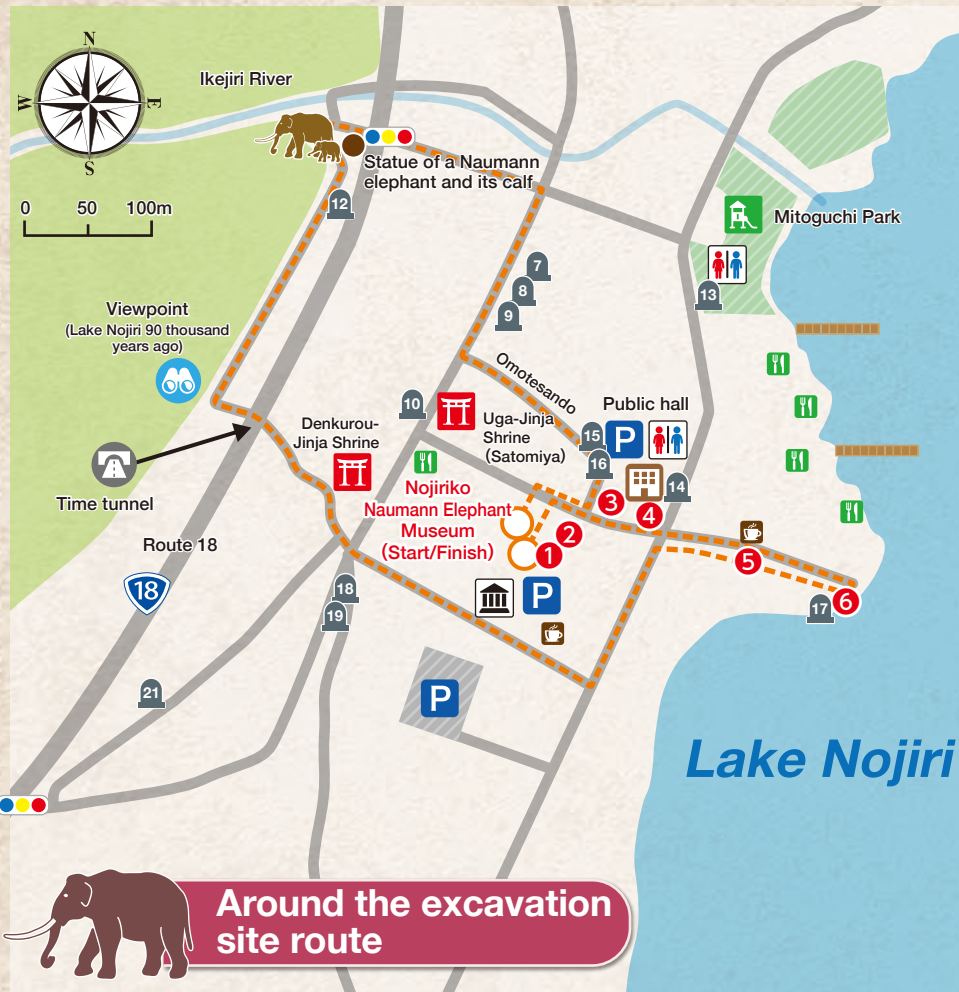 N
W
E
S
Ikejiri River
0 50 100m
Statue of a Naumann
elephant and its calf
12
Mitoguchi Park
7
8
9
13
Viewpoint
(Lake Nojiri 90 thousand
years ago)
Omotesando
10
Denkurou-
Jinja Shrine
Uga-Jinja
Shrine
(Satomiya)
Public hall
15
P
16
14
Time tunnel
Nojiriko
Naumann Elephant
Museum
(Start/Finish)
3
4
2
1
5
6
17
Route 18
18
P
18
19
21
P
Lake Nojiri
Around the excavation
site route